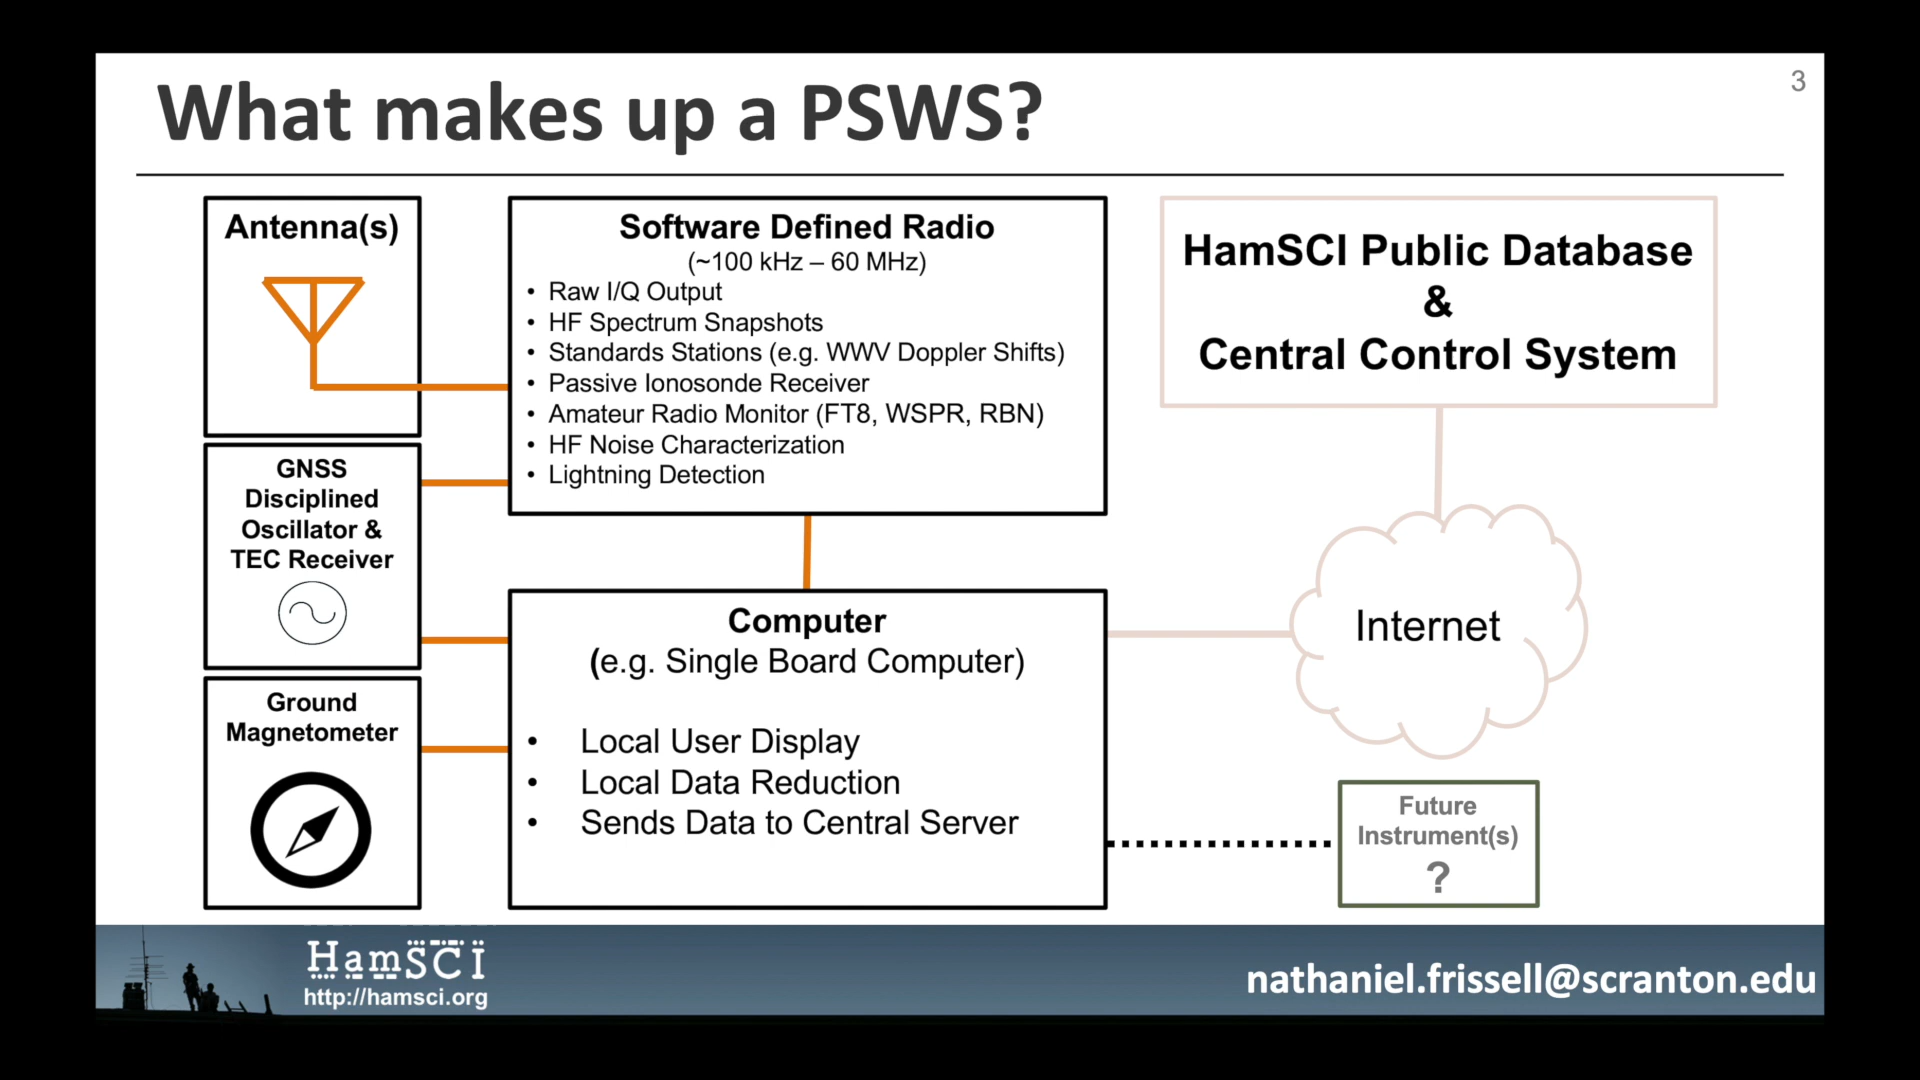 What makes up a PSWS?
3
Antenna(s)
GNSS
Disciplined
Oscillator &
TEC Receiver
Ground
Magnetometer
Software Defined Radio
(~100 kHz – 60 MHz)
• Raw I/Q Output
• HF Spectrum Snapshots
• Standards Stations (e.g. WWV Doppler Shifts)
• Passive Ionosonde Receiver
• Amateur Radio Monitor (FT8, WSPR, RBN)
• HF Noise Characterization
• Lightning Detection
Computer
(e.g. Single Board Computer)
• Local User Display
• Local Data Reduction
• Sends Data to Central Server
HamSCI Public Database
&
Central Control System
Internet
Future
Instrument(s)
?
HamSCI
http://hamsci.org
nathaniel.frissell@scranton.edu